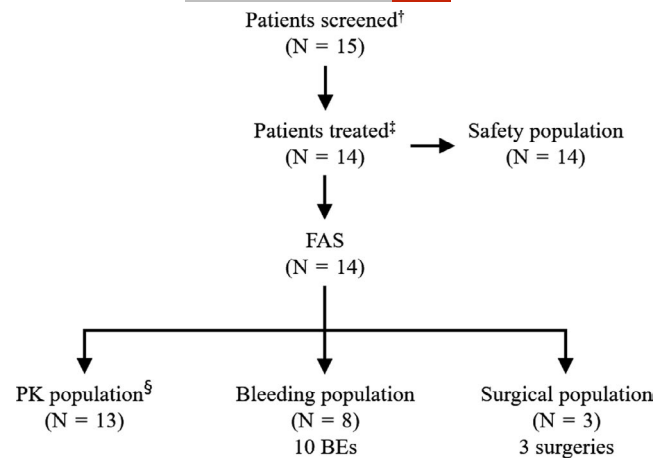 Patients screened†
(N = 15)
Patients treated‡
(N = 14)
Safety population
(N = 14)
FAS
(N = 14)
PK population§
(N = 13)
Bleeding population
(N = 8)
10 BEs
Surgical population
(N = 3)
3 surgeries